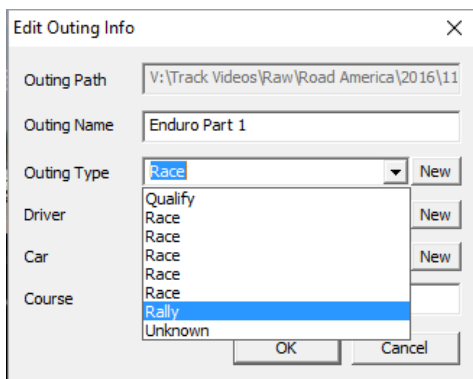 Edit Outing Info
Outing Path V:\Track Videos\Raw\Road America\2016\11
Outing Name Enduro Part 1
Outing Type Race New
Qualify
Driver Race New
Race
Car Race New
Race
Course Race
Rally
Unknown
OK Cancel